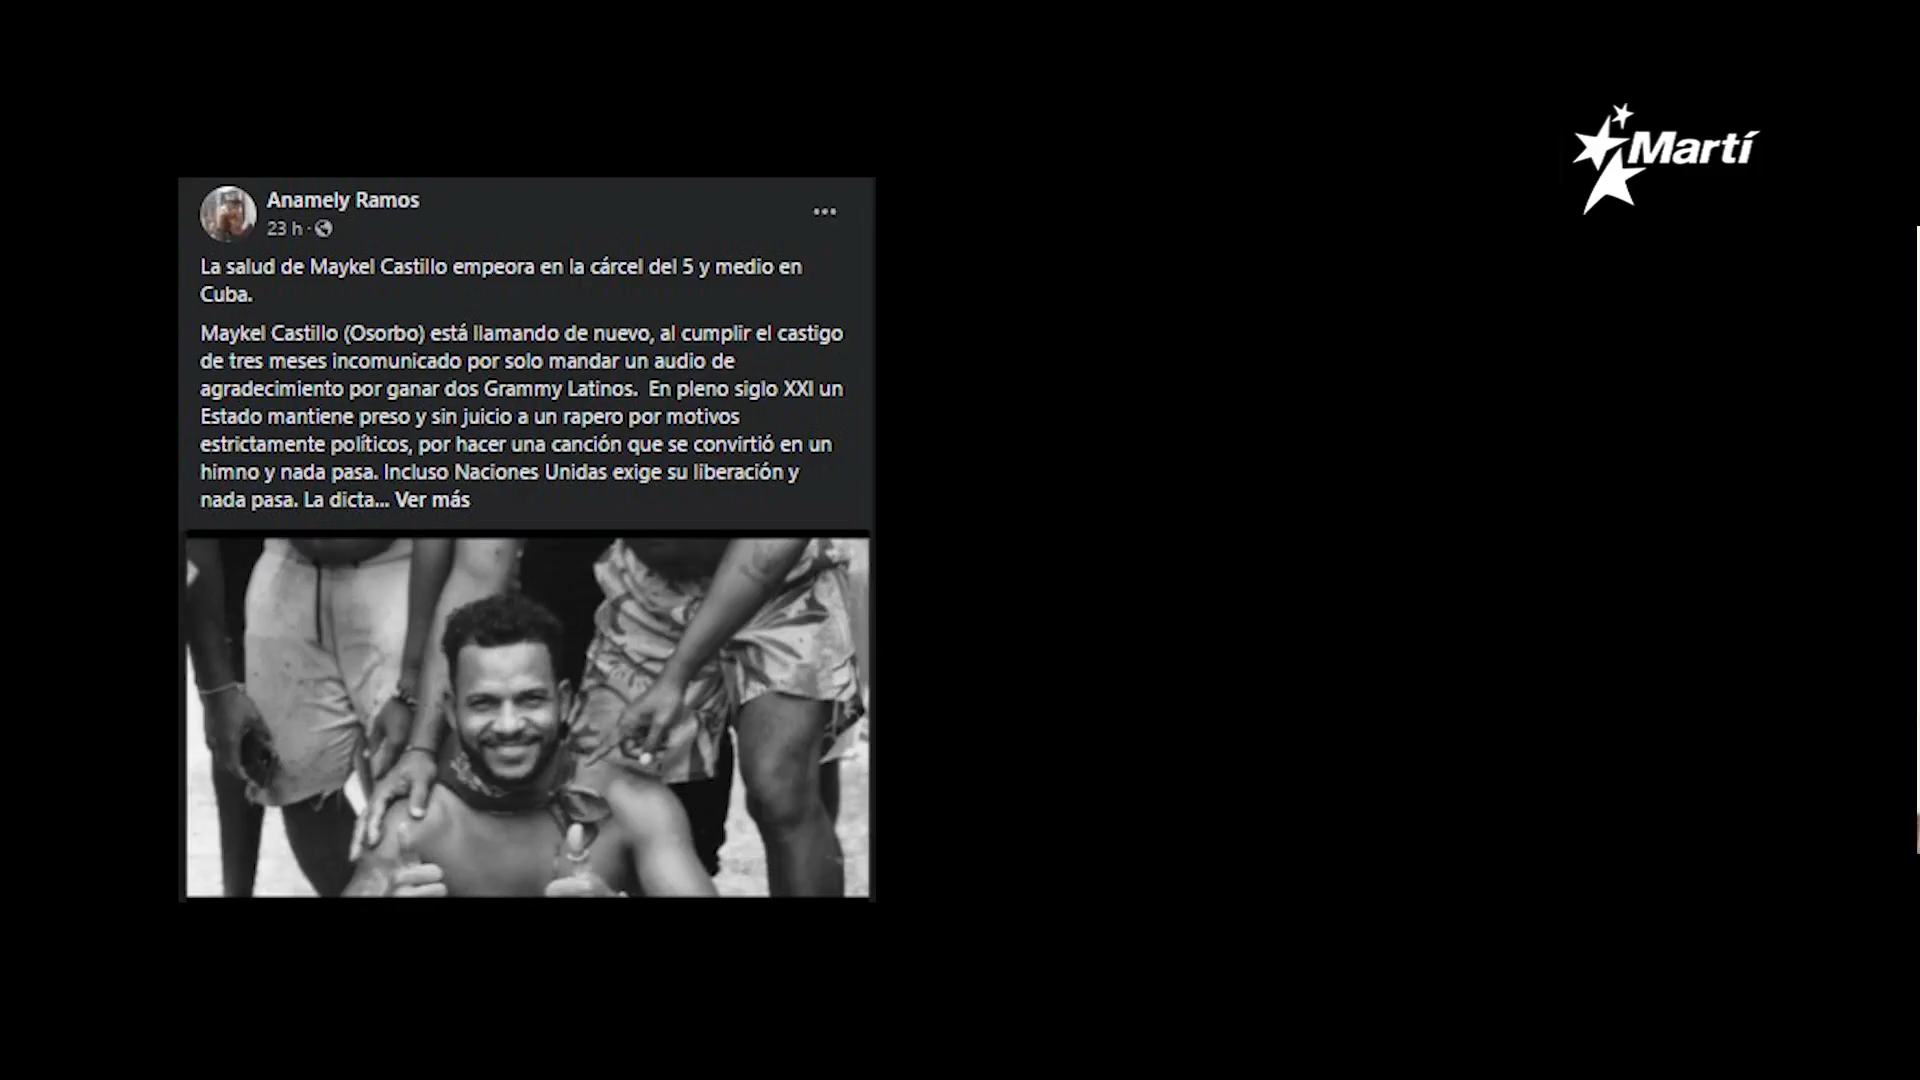 Martí
Anamely Ramos
23 h ·
La salud de Maykel Castillo empeora en la cárcel del 5 y medio en
Cuba.
Maykel Castillo (Osorbo) está llamando de nuevo, al cumplir el castigo
de tres meses incomunicado por solo mandar un audio de
agradecimiento por ganar dos Grammy Latinos. En pleno siglo XXI un
Estado mantiene preso y sin juicio a un rapero por motivos
estrictamente políticos, por hacer una canción que se convirtió en un
himno y nada pasa. Incluso Naciones Unidas exige su liberación y
nada pasa. La dicta... Ver más